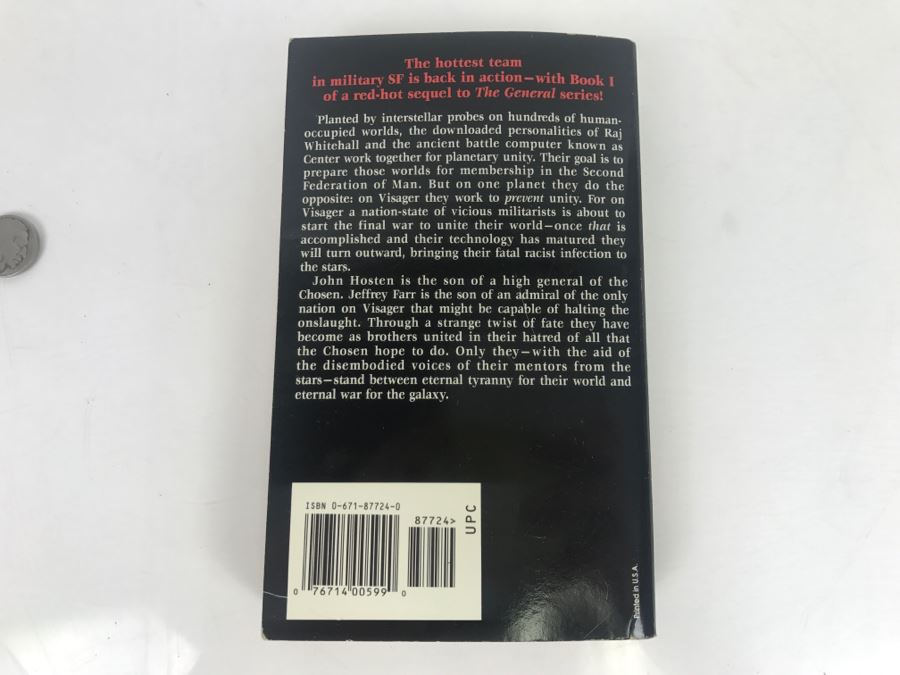 The hottest team
in military SF is back in action—with Book I
of a red-hot sequel to The General series!
Planted by interstellar probes on hundreds of human-
occupied worlds, the downloaded personalities of Raj
Whitehall and the ancient battle computer known as
Center work together for planetary unity. Their goal is to
prepare those worlds for membership in the Second
Federation of Man. But on one planet they do the
opposite: on Visager they work to prevent unity. For on
Visager a nation-state of vicious militarists is about to
start the final war to unite their world—once that is
accomplished and their technology has matured they
will turn outward, bringing their fatal racist infection to
the stars.
John Hosten is the son of a high general of the
Chosen. Jeffrey Farr is the son of an admiral of the only
nation on Visager that might be capable of halting the
onslaught. Through a strange twist of fate they have
become as brothers united in their hatred of all that
the Chosen hope to do. Only they—with the aid of
the disembodied voices of their mentors from the
stars—stand between eternal tyranny for their world and
eternal war for the galaxy.
ISBN 0-671-87724-0
87724>
UPC
0 76714 00599 0
Printed in U.S.A.